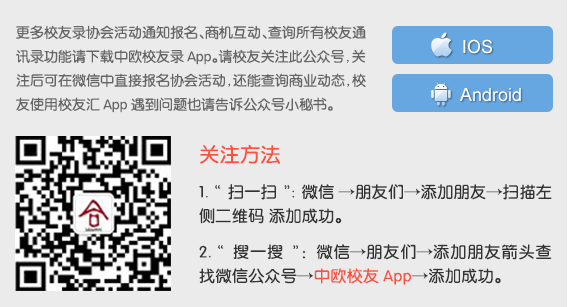 更多校友录协会活动通知报名、商机互动、查询所有校友通
讯录功能请下载中欧校友录 App。请校友关注此公众号，关
注后可在微信中直接报名协会活动，还能查询商业动态，校
友使用校友汇 App 遇到问题也请告诉公众号小秘书。
IOS
Android
关注方法
1. “ 扫一扫 ”: 微信 →朋友们→添加朋友→扫描左
侧二维码 添加成功。
2. “ 搜一搜 ”: 微信→朋友们→添加朋友箭头查
找微信公众号→中欧校友 App→添加成功。